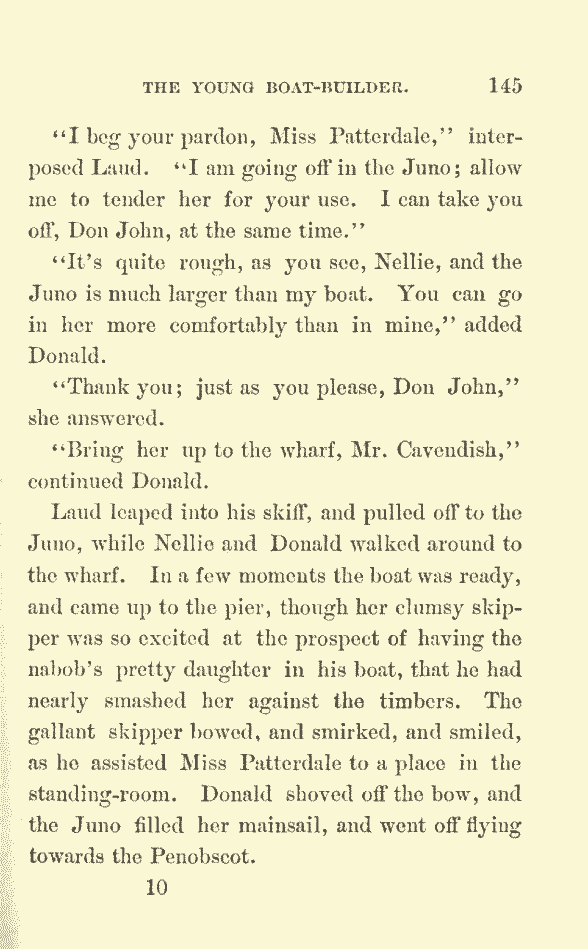 THE YOUNG BOAT-BUILDER. 145
“I beg your pardon, Miss Patterdale,” inter-
posed Laud. “I am going off in the Juno; allow
me to tender her for your use. I can take you
off, Don John, at the same time.”
“It’s quite rough, as you see, Nellie, and the
Juno is much larger than my boat. You can go
in her more comfortably than in mine,” added
Donald.
“Thank you; just as you please, Don John,”
she answered.
“Bring her up to the wharf, Mr. Cavendish,”
continued Donald.
Laud leaped into his skiff, and pulled off to the
Juno, while Nellie and Donald walked around to
the wharf. In a few moments the boat was ready,
and came up to the pier, though her clumsy skip-
per was so excited at the prospect of having the
nabob’s pretty daughter in his boat, that he had
nearly smashed her against the timbers. The
gallant skipper bowed, and smirked, and smiled,
as he assisted Miss Patterdale to a place in the
standing-room. Donald shoved off the bow, and
the Juno filled her mainsail, and went off flying
towards the Penobscot.
10